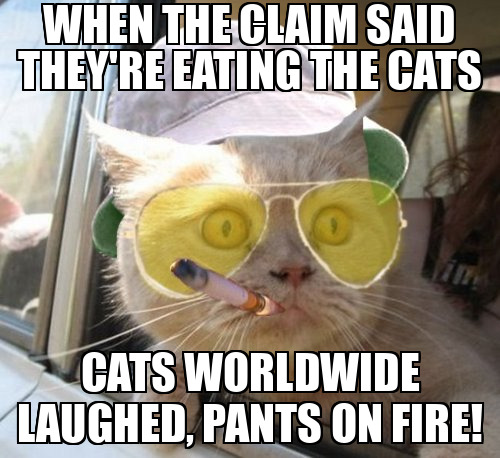 WHEN THE CLAIM SAID
THEY'RE EATING THE CATS
CATS WORLDWIDE
LAUGHED, PANTS ON FIRE!